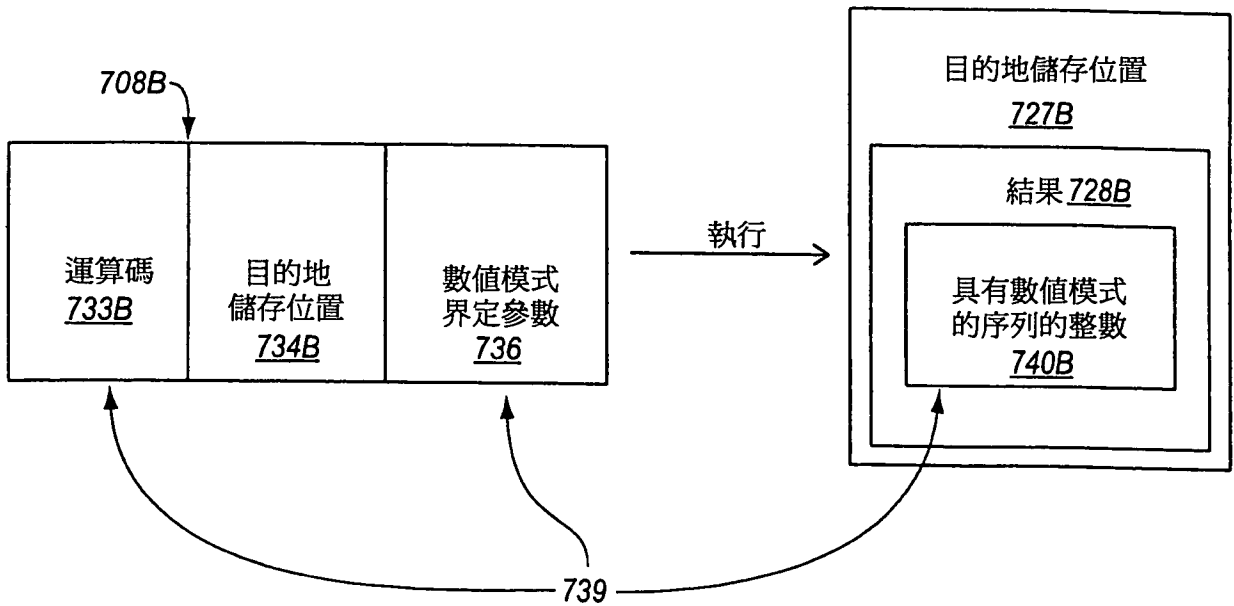 708B
運算碼
733B
目的地
儲存位置
734B
數值模式
界定參數
736
執行
目的地儲存位置
727B
結果 728B
具有數值模式
的序列的整數
740B
739